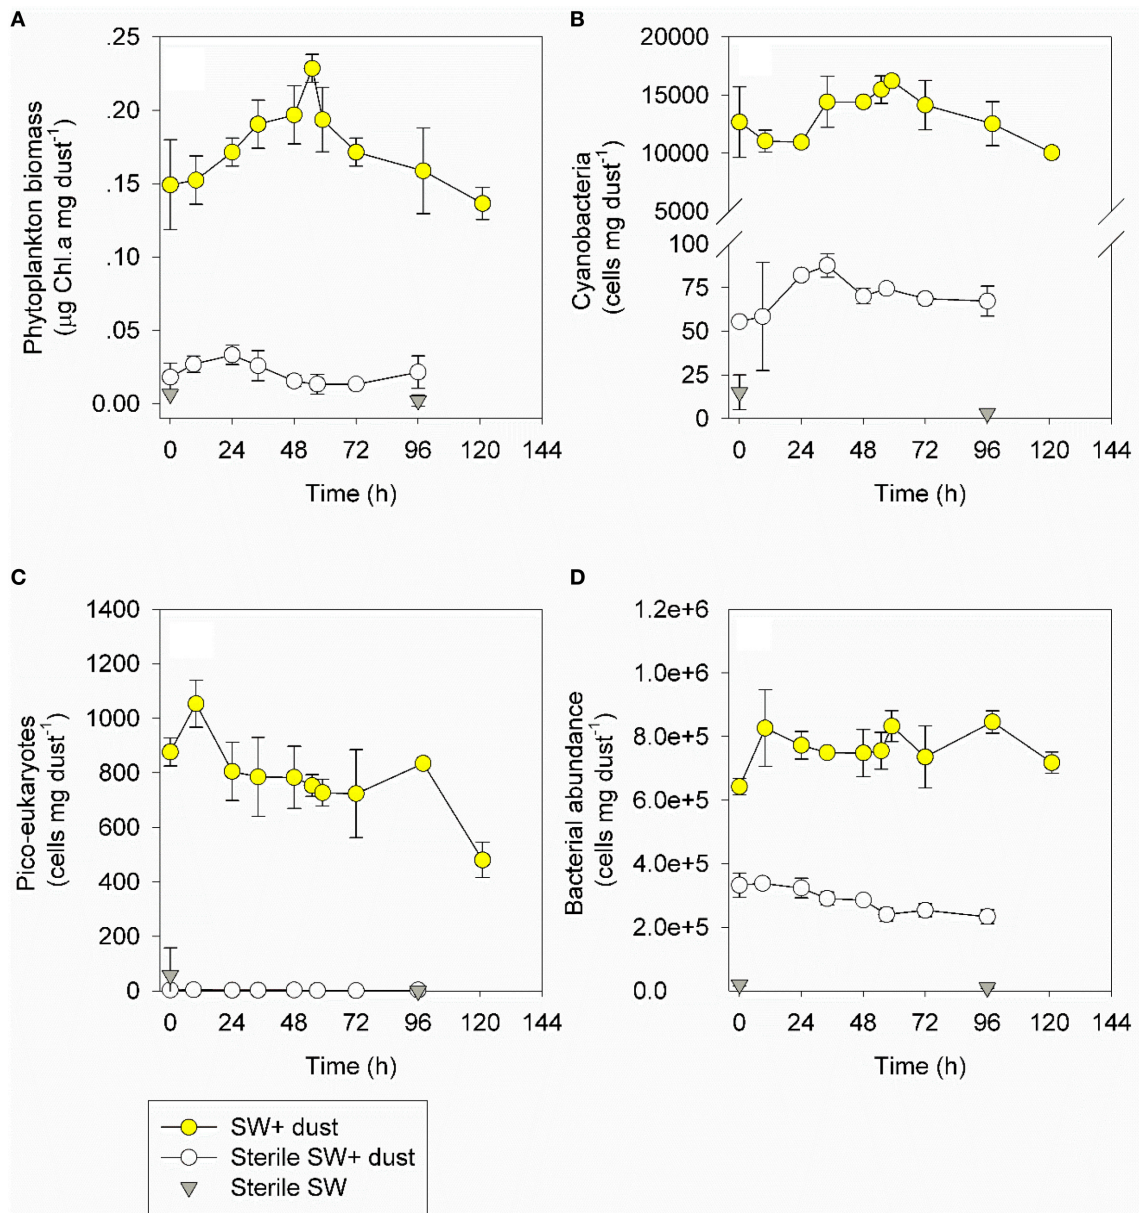 A
Phytoplankton biomass
(µg Chl.a mg dust-1)
.25
.20
.15
.10
.05
0.00
0 24 48 72 96 120 144
Time (h)
B
Cyanobacteria
(cells mg dust-1)
20000
15000
10000
5000
100
75
50
25
0
0 24 48 72 96 120 144
Time (h)
C
Pico-eukaryotes
(cells mg dust-1)
1400
1200
1000
800
600
400
200
0
0 24 48 72 96 120 144
Time (h)
D
Bacterial abundance
(cells mg dust-1)
1.2e+6
1.0e+6
8.0e+5
6.0e+5
4.0e+5
2.0e+5
0.0
0 24 48 72 96 120 144
Time (h)
SW+ dust
Sterile SW+ dust
Sterile SW